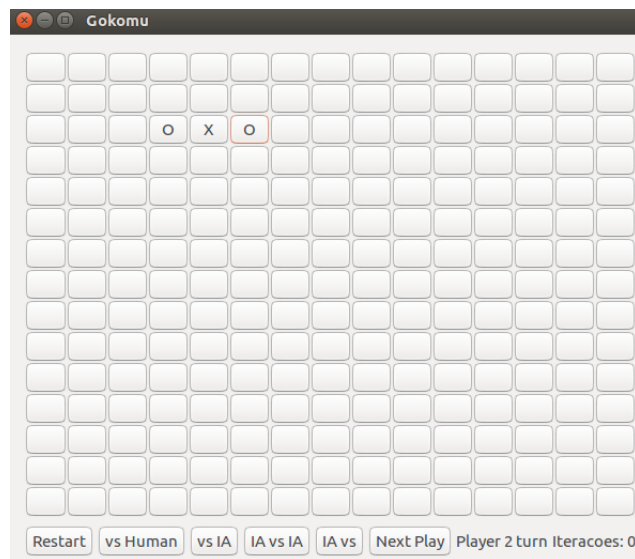 Gokomu
O X O
Restart vs Human vs IA IA vs IA IA vs Next Play Player 2 turn Iteracoes: 0